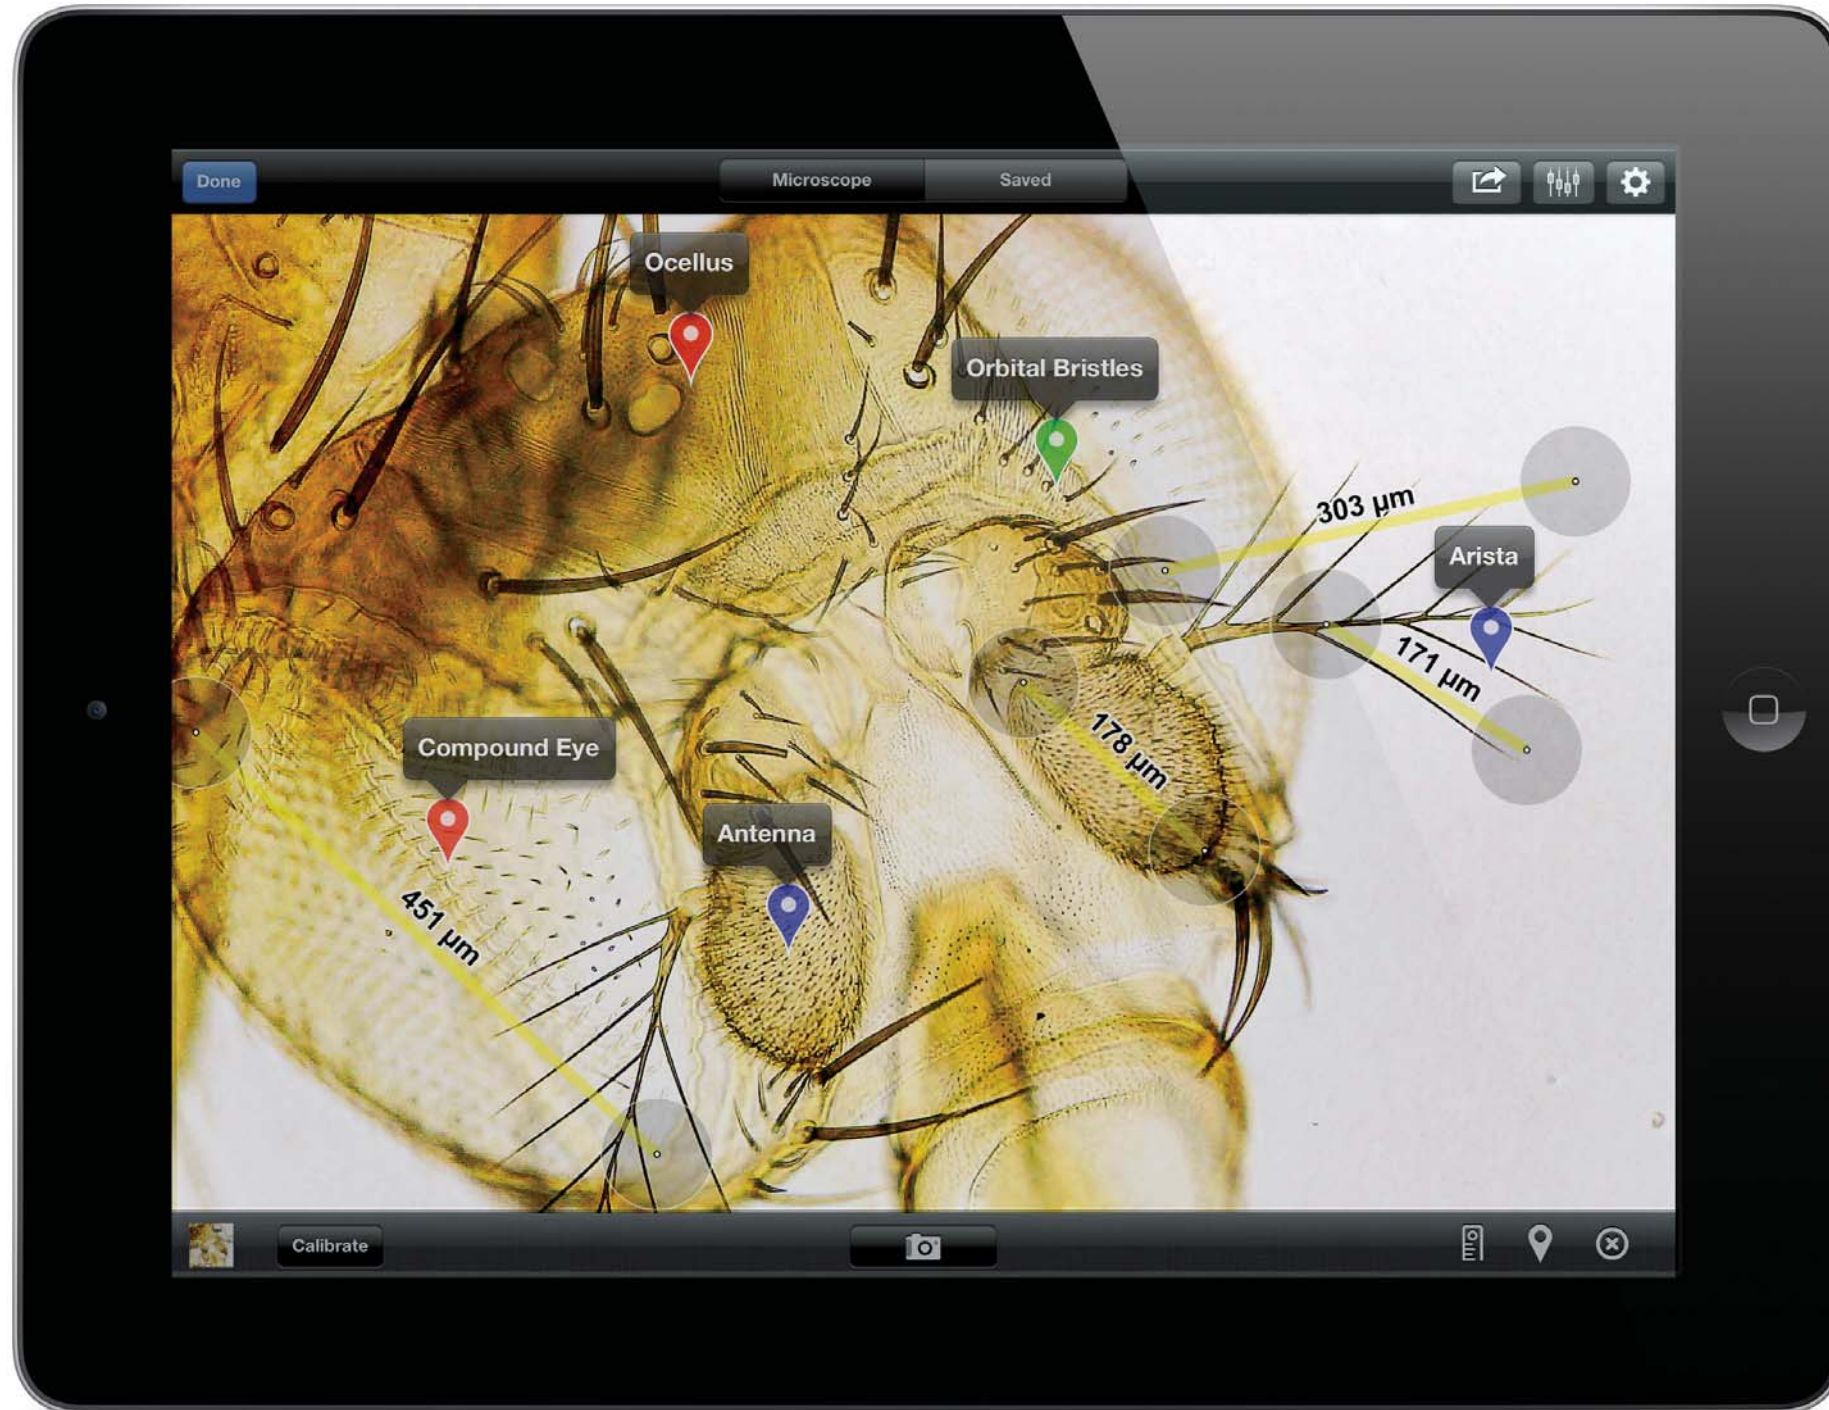 Done
Microscope
Saved
Ocellus
Orbital Bristles
303 µm
Arista
171 µm
178 µm
Compound Eye
Antenna
451 µm
Calibrate